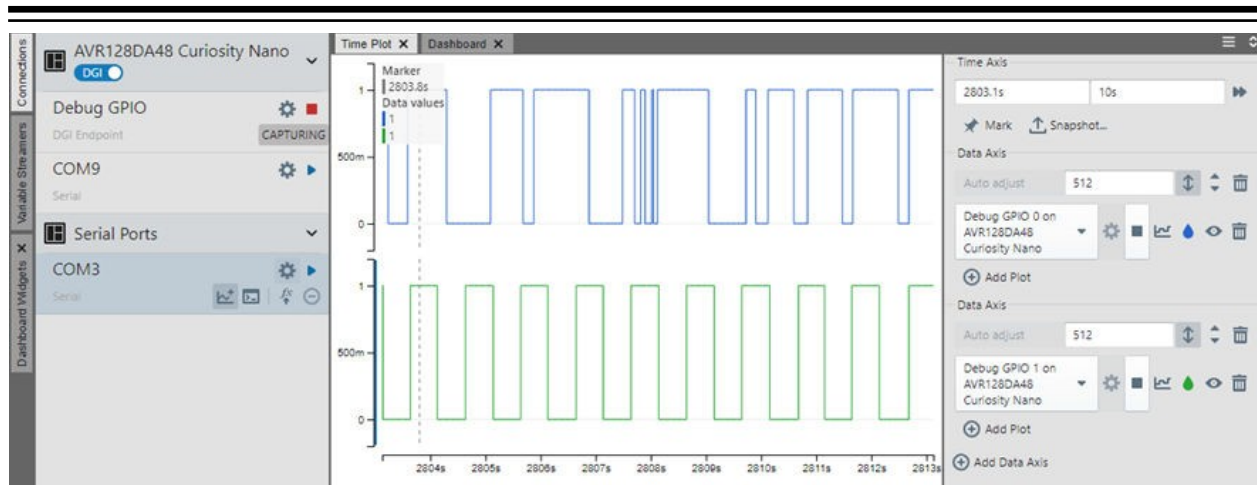 Connections
Variable Streamers
Dashboard Widgets
AVR128DA48 Curiosity Nano
DGI
Debug GPIO
DGI Endpoint
CAPTURING
COM9
Serial
Serial Ports
COM3
Serial
Time Plot
Dashboard
Marker
2803.8s
Data values
1
1
1
500m
0
1
500m
0
2804s
2805s
2806s
2807s
2808s
2809s
2810s
2811s
2812s
2813s
Time Axis
2803.1s
10s
Mark
Snapshot...
Data Axis
Auto adjust
512
Debug GPIO 0 on
AVR128DA48
Curiosity Nano
Add Plot
Data Axis
Auto adjust
512
Debug GPIO 1 on
AVR128DA48
Curiosity Nano
Add Plot
Add Data Axis